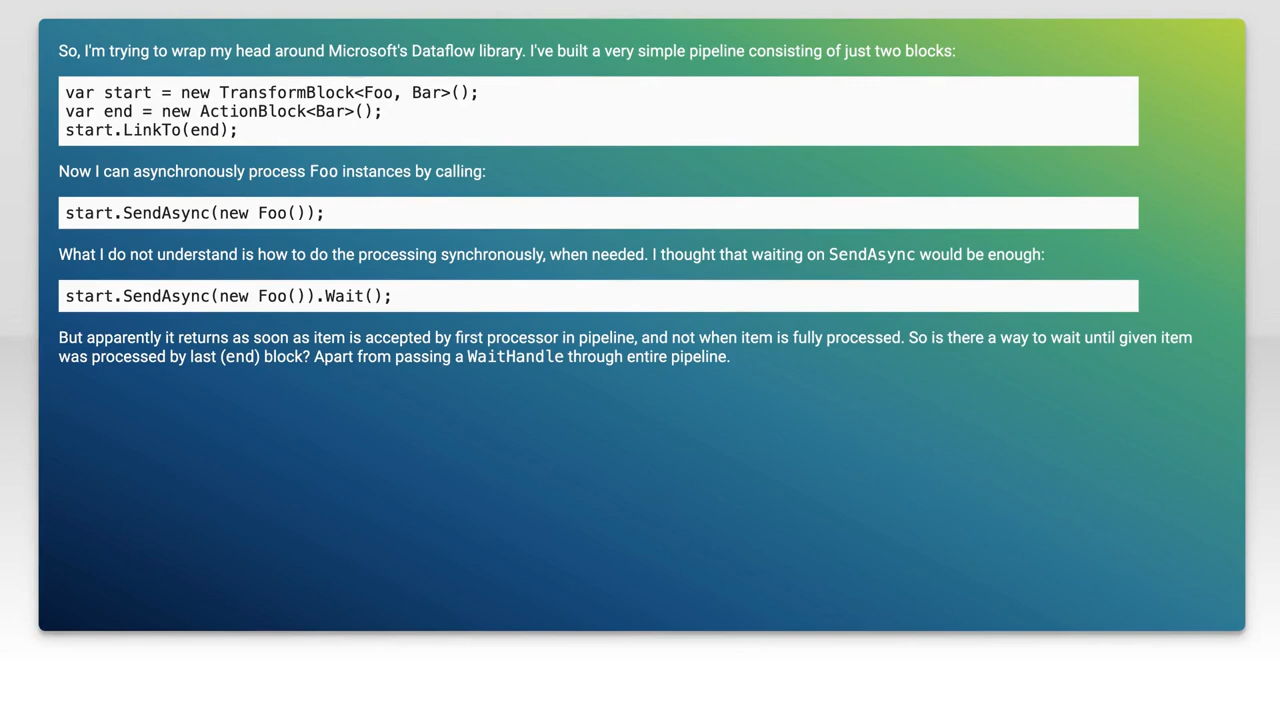 So, I'm trying to wrap my head around Microsoft's Dataflow library. I've built a very simple pipeline consisting of just two blocks:
var start = new TransformBlock<Foo, Bar>();
var end = new ActionBlock<Bar>();
start.LinkTo(end);
Now I can asynchronously process Foo instances by calling:
start.SendAsync(new Foo());
What I do not understand is how to do the processing synchronously, when needed. I thought that waiting on SendAsync would be enough:
start.SendAsync(new Foo()).Wait();
But apparently it returns as soon as item is accepted by first processor in pipeline, and not when item is fully processed. So is there a way to wait until given item
was processed by last (end) block? Apart from passing a WaitHandle through entire pipeline.